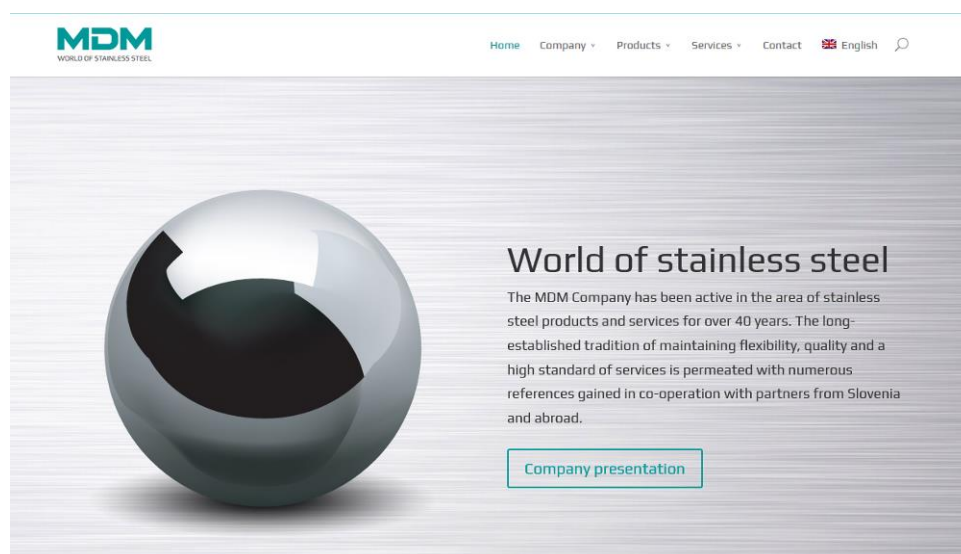 MDM
WORLD OF STAINLESS STEEL
Home Company Products Services Contact English
World of stainless steel
The MDM Company has been active in the area of stainless
steel products and services for over 40 years. The long-
established tradition of maintaining flexibility, quality and a
high standard of services is permeated with numerous
references gained in co-operation with partners from Slovenia
and abroad.
Company presentation